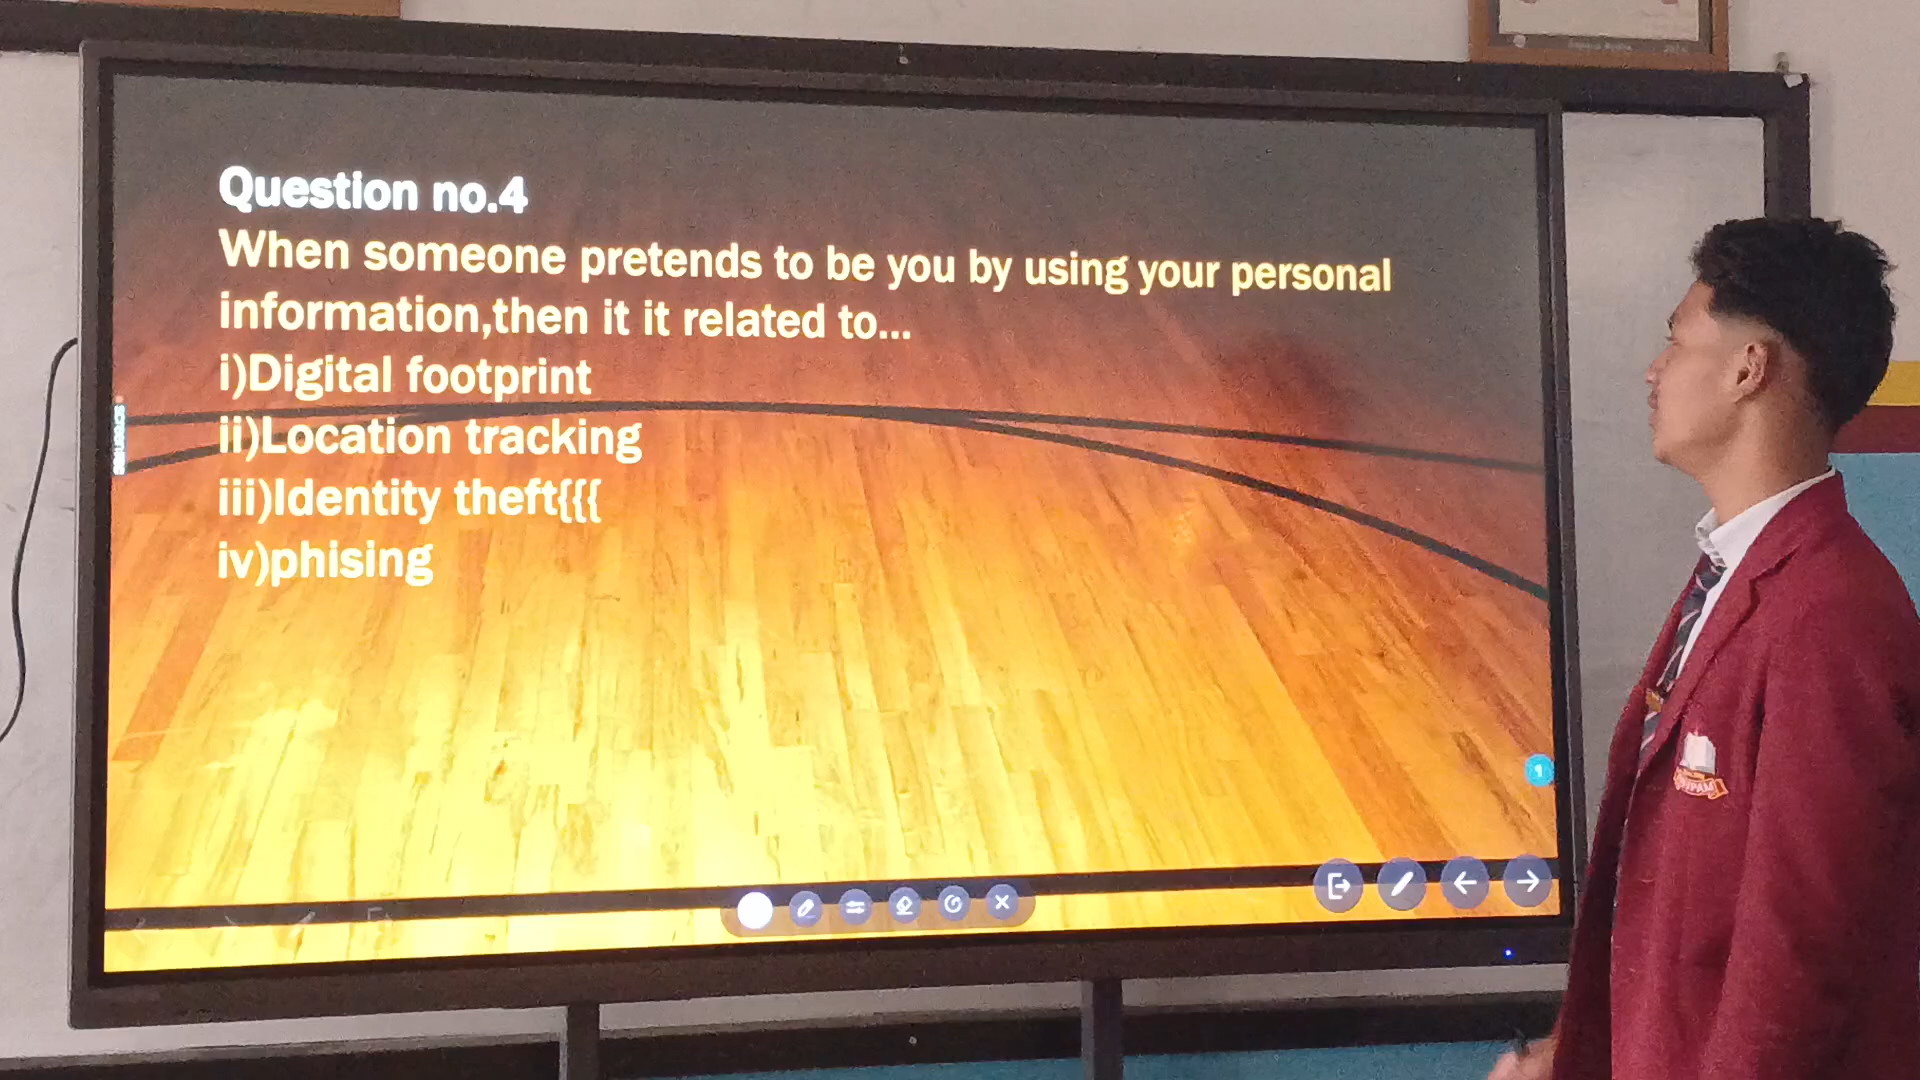 Question no.4
When someone pretends to be you by using your personal
information,then it it related to...
i)Digital footprint
ii)Location tracking
iii)Identity theft{{{
iv)phising